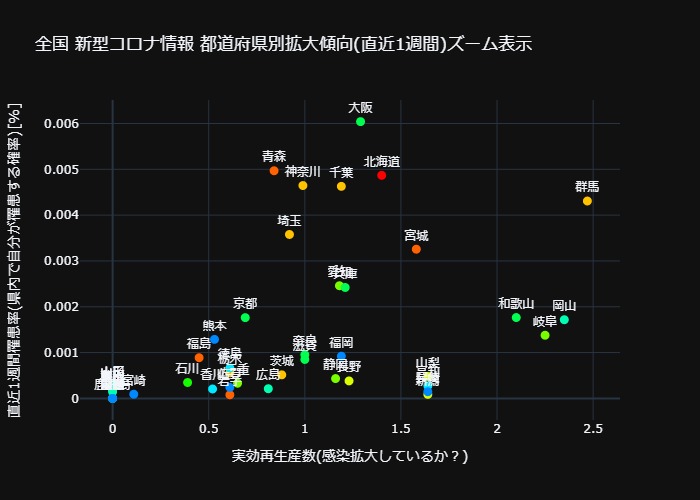 全国 新型コロナ情報 都道府県別拡大傾向(直近1週間)ズーム表示
直近1週間罹患率(県内で自分が罹患する確率)[%]
0.006
0.005
0.004
0.003
0.002
0.001
0
大阪
青森
神奈川
千葉
北海道
群馬
埼玉
宮城
兵庫
京都
和歌山
岡山
岐阜
熊本
福島
福岡
石川
香川
広島
茨城
静岡
長野
山梨
宮崎
0
0.5
1
1.5
2
2.5
実効再生産数(感染拡大しているか？)